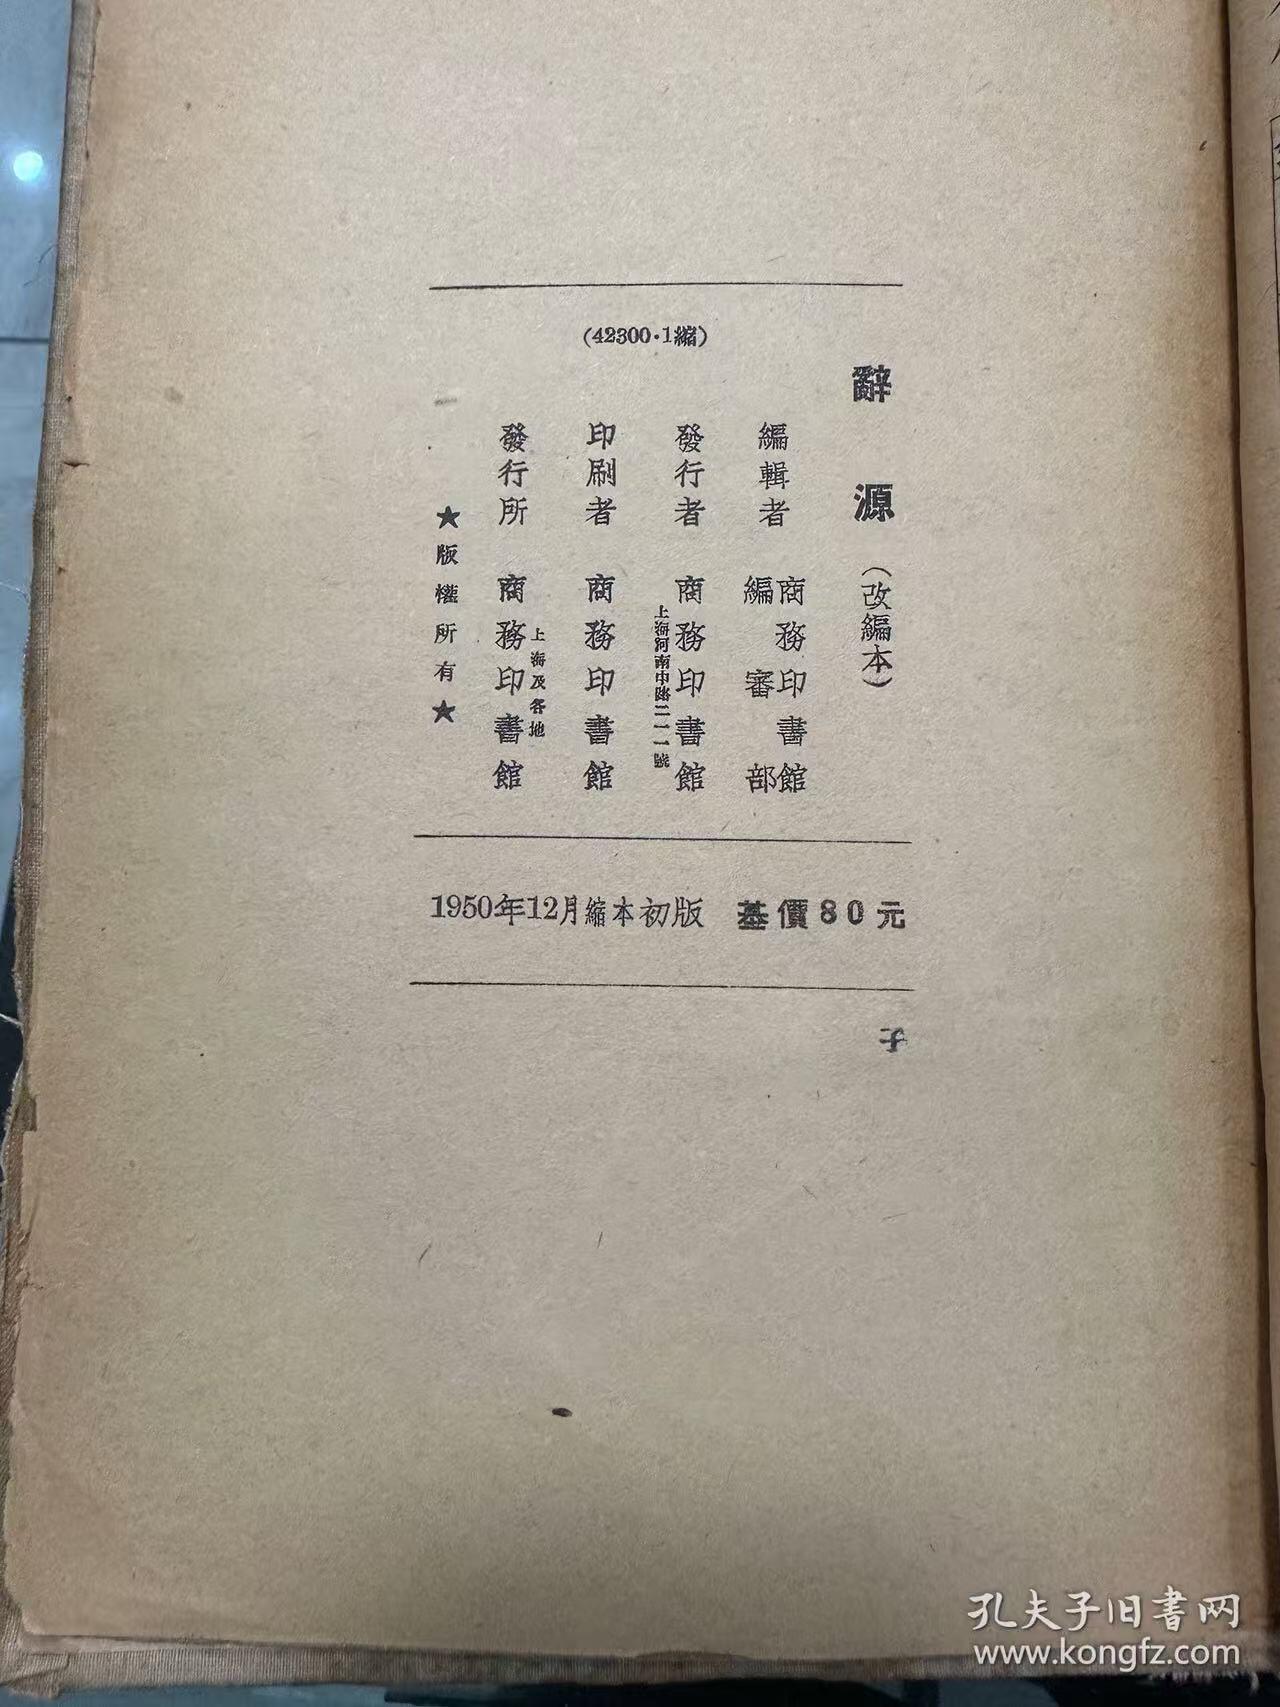 (42300·1縮)
辭源(改編本)
編輯者 商務印書館
編審部
發行者 商務印書館
上海河南中路二一一號
印刷者 商務印書館
發行所 商務印書館
上海及各地
★版權所有★
1950年12月縮本初版 基價80元
孔夫子旧書网
www.kongfz.com